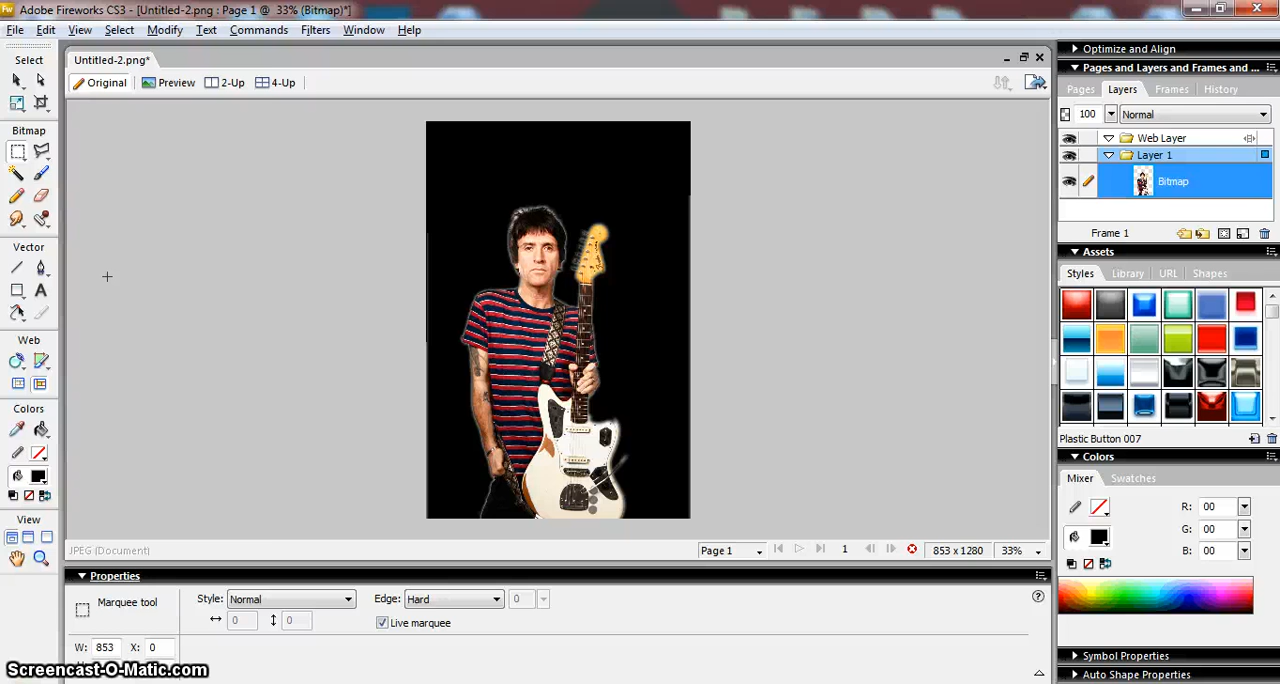 Adobe Fireworks CS3 - [Untitled-2.png : Page 1 @ 33% (Bitmap)*]
File Edit View Select Modify Text Commands Filters Window Help
Select
Untitled-2.png*
Original Preview 2-Up 4-Up
Bitmap
Vector
Web
Colors
View
JPEG (Document)
Page 1 1 853 x 1280 33%
Properties
Marquee tool
Style: Normal
Edge: Hard 0
0 0
Live marquee
W: 853 X: 0
Screencast-O-Matic.com
Optimize and Align
Pages and Layers and Frames and ...
Pages Layers Frames History
100 Normal
Web Layer
Layer 1
Bitmap
Frame 1
Assets
Styles Library URL Shapes
Plastic Button 007
Colors
Mixer Swatches
R: 00
G: 00
B: 00
Symbol Properties
Auto Shape Properties